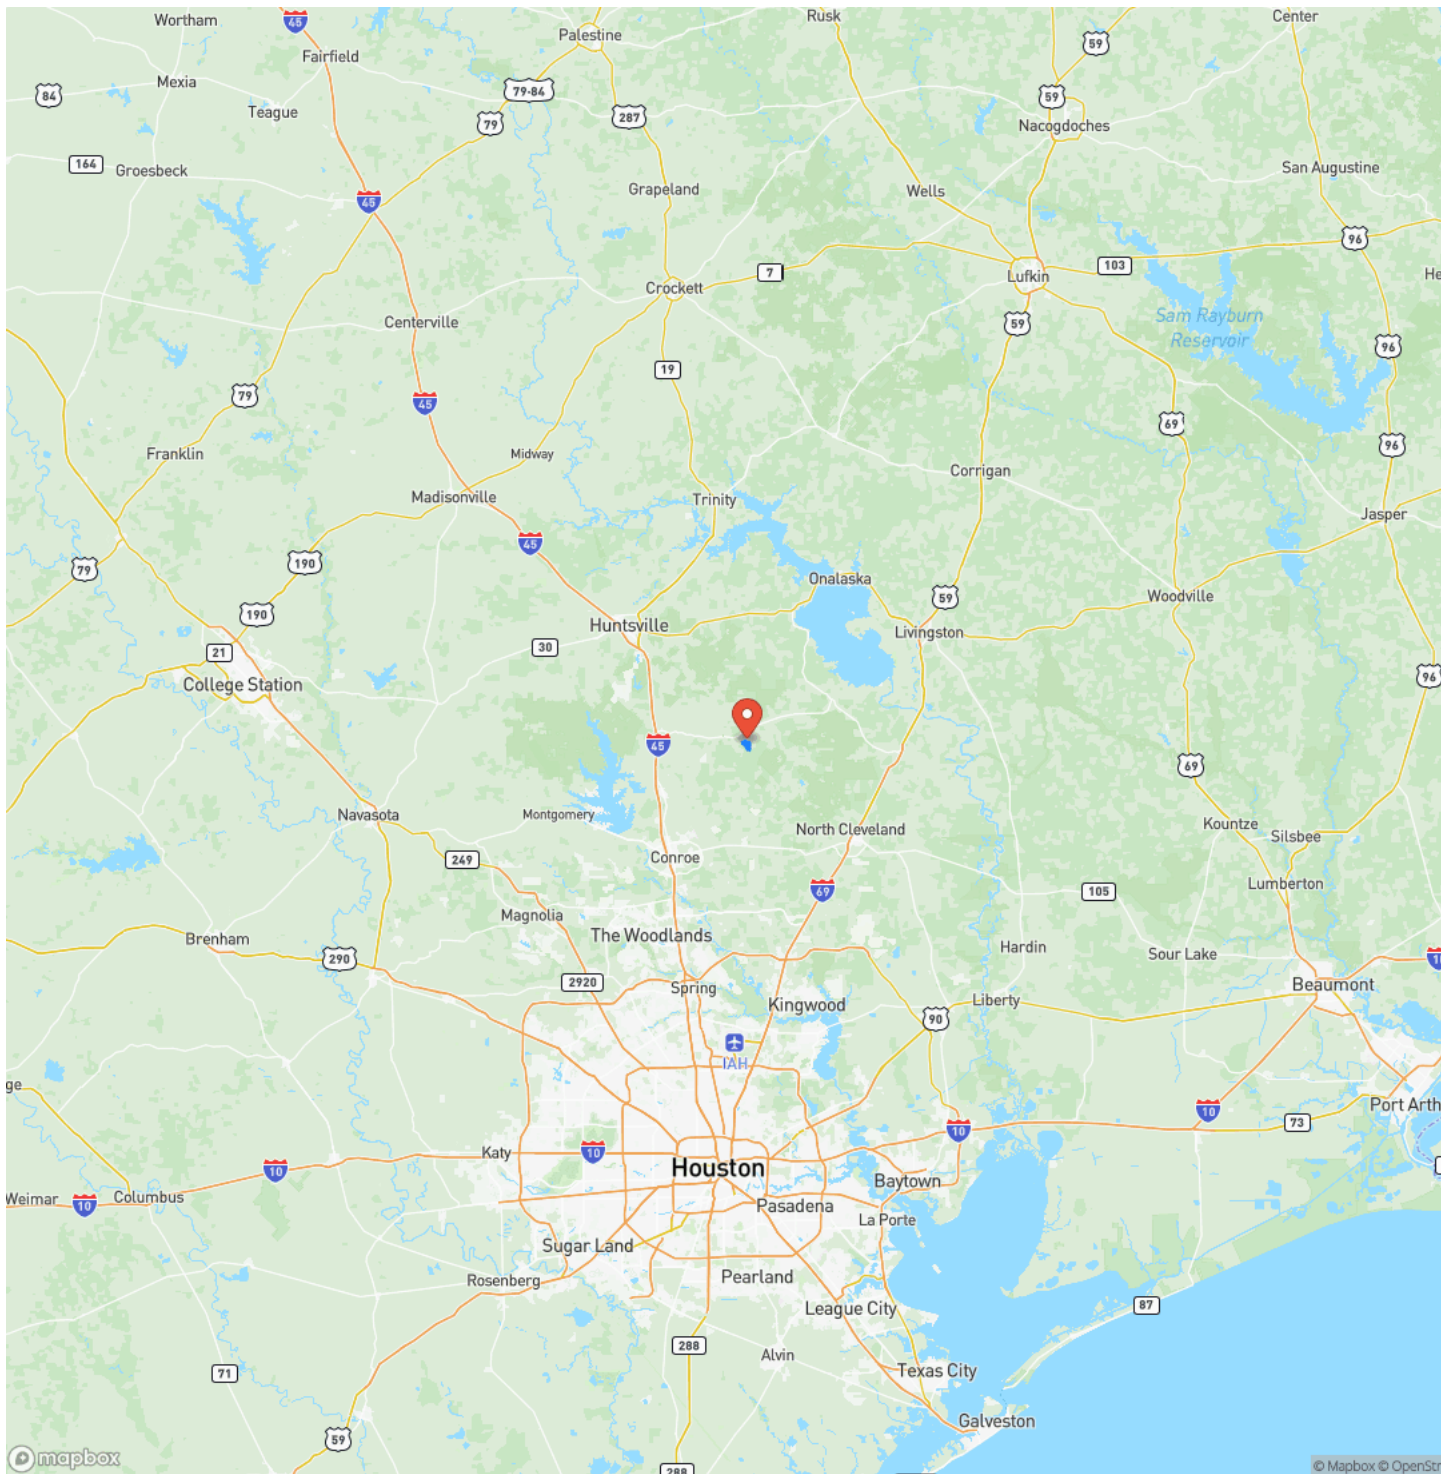 Wortham
45
Rusk
Center
Palestine
59
Fairfield
Mexia
84
79-84
59
Teague
287
79
Nacogdoches
164
Groesbeck
San Augustine
Grapeland
Wells
45
96
7
103
Lufkin
He
Crockett
Centerville
59
Sam Rayburn
Reservoir
96
19
79
45
69
96
Franklin
Midway
Corrigan
Madisonville
Trinity
Jasper
45
190
79
Onalaska
59
Woodville
190
Huntsville
Livingston
21
30
96
College Station
45
69
Navasota
Montgomery
Kountze
North Cleveland
Silsbee
Conroe
249
69
105
Lumberton
Magnolia
Brenham
The Woodlands
Hardin
290
Sour Lake
2920
Spring
Beaumont
Kingwood
Liberty
90
IAH
ge
Port Arth
10
73
10
Katy
10
10
Houston
Baytown
Weimar
10
Columbus
Pasadena
La Porte
Sugar Land
Rosenberg
Pearland
League City
87
288
Alvin
71
Texas City
Galveston
59
mapbox
288
© Mapbox © OpenStr